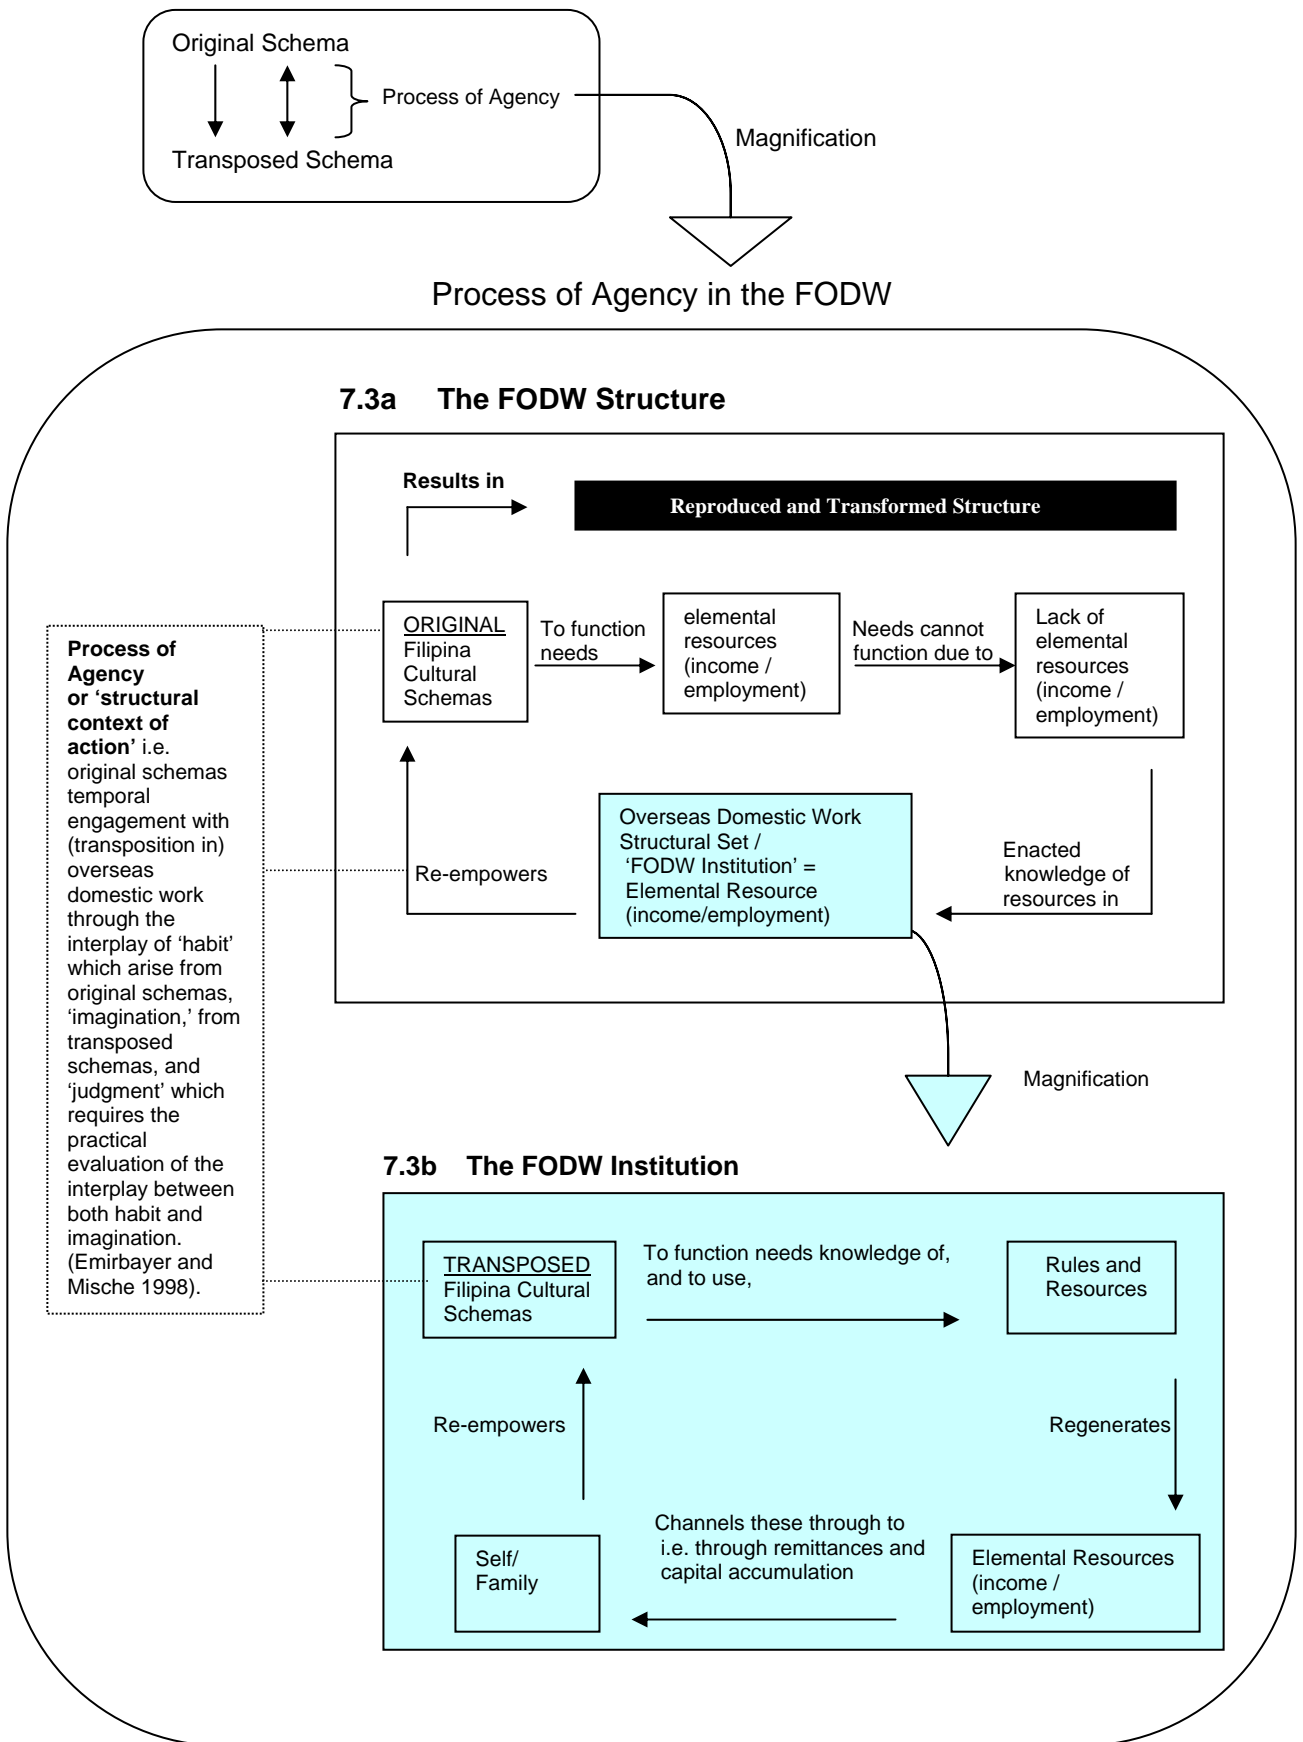 Original Schema
Process of Agency
Transposed Schema
Magnification
Process of Agency in the FODW
7.3a The FODW Structure
Results in
Reproduced and Transformed Structure
ORIGINAL
Filipina
Cultural
Schemas
To function
needs
elemental
resources
(income /
employment)
Needs cannot
function due to
Lack of
elemental
resources
(income /
employment)
Enacted
knowledge of
resources in
Overseas Domestic Work
Structural Set /
‘FODW Institution’ =
Elemental Resource
(income/employment)
Re-empowers
Process of
Agency
or ‘structural
context of
action’ i.e.
original schemas
temporal
engagement with
(transposition in)
overseas
domestic work
through the
interplay of ‘habit’
which arise from
original schemas,
‘imagination,’ from
transposed
schemas, and
‘judgment’ which
requires the
practical
evaluation of the
interplay between
both habit and
imagination.
(Emirbayer and
Mische 1998).
Magnification
7.3b The FODW Institution
TRANSPOSED
Filipina Cultural
Schemas
To function needs knowledge of,
and to use,
Rules and
Resources
Regenerates
Elemental Resources
(income /
employment)
Channels these through to
i.e. through remittances and
capital accumulation
Self/
Family
Re-empowers